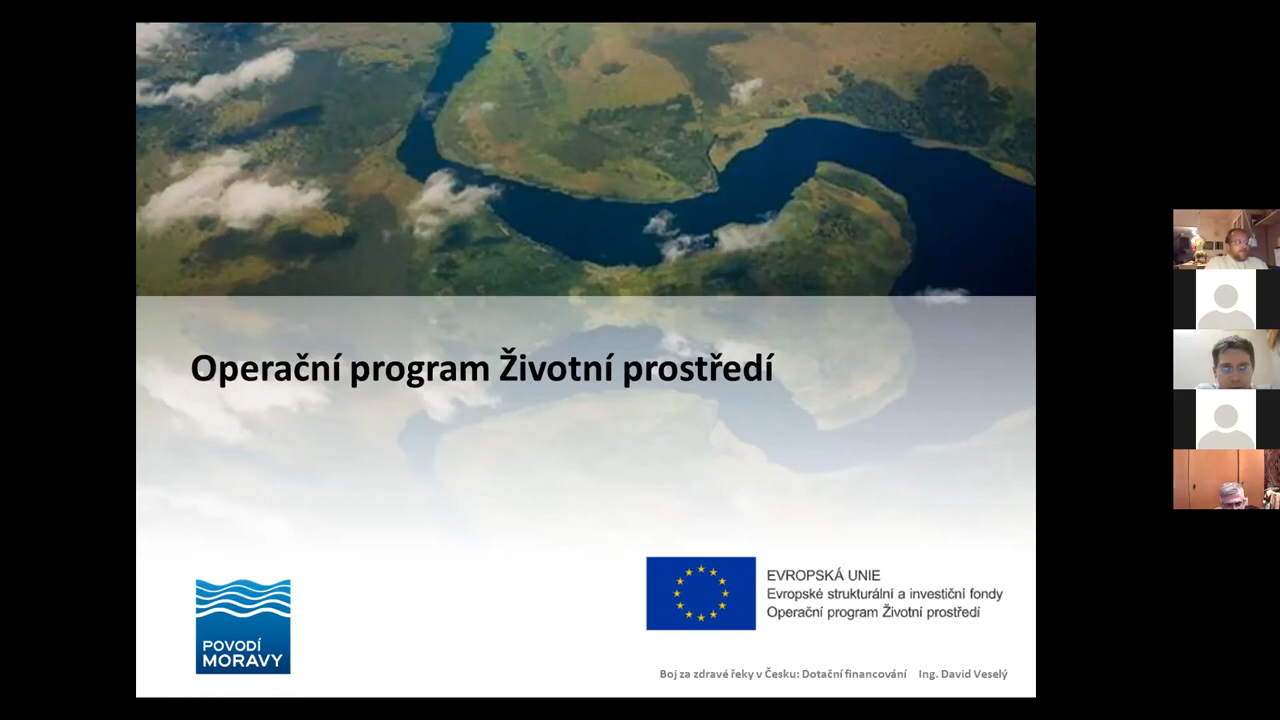 Operační program Životní prostředí
POVODÍ
MORAVY
EVROPSKÁ UNIE
Evropské strukturální a investiční fondy
Operační program Životní prostředí
Boj za zdravé řeky v Česku: Dotační financování Ing. David Veselý